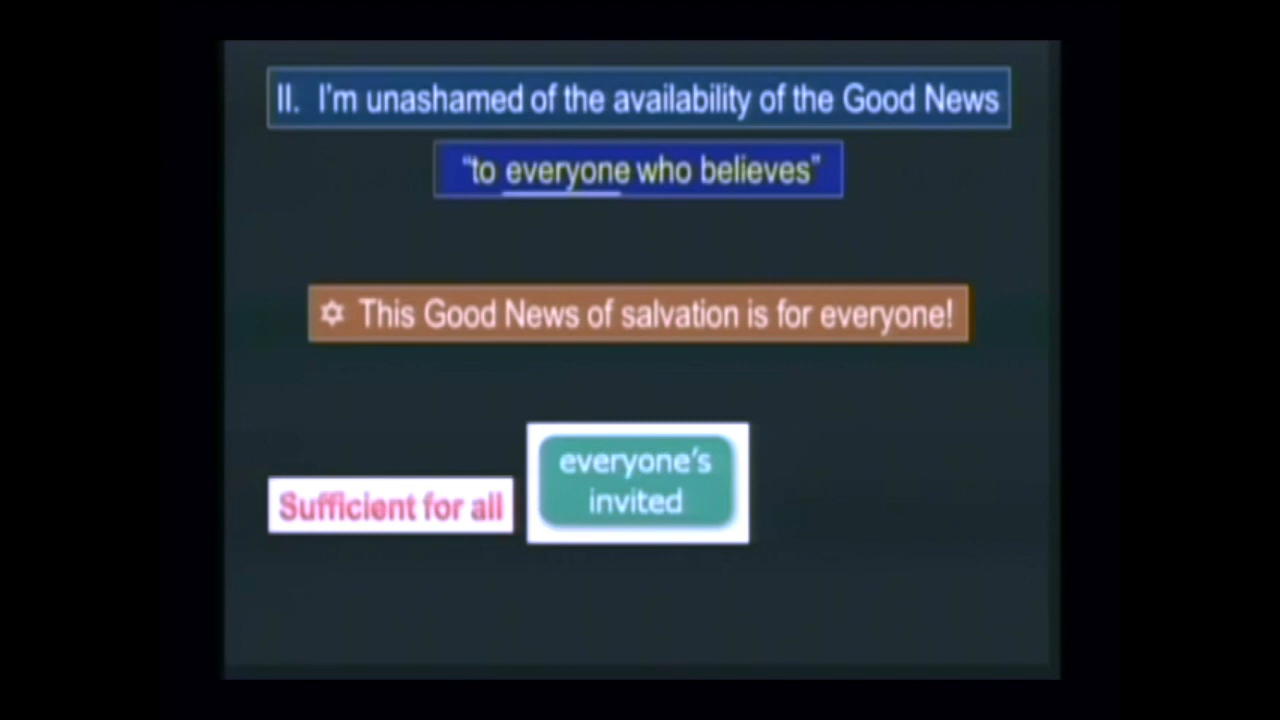 II. I'm unashamed of the availability of the Good News
“to everyone who believes”
✡ This Good News of salvation is for everyone!
everyone's
invited
Sufficient for all